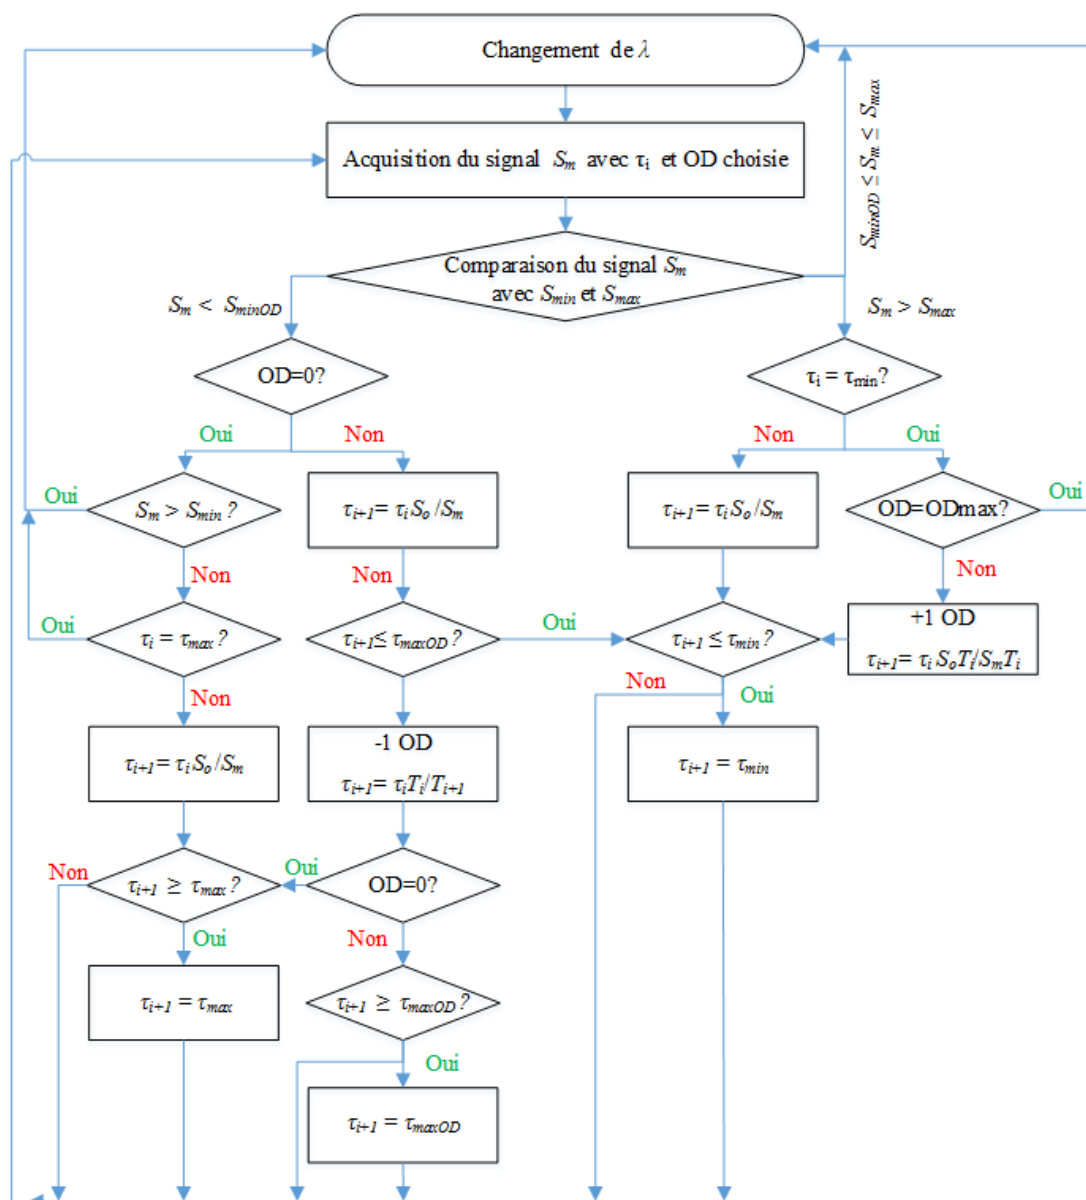 Changement de λ
Acquisition du signal Sm avec τi et OD choisie
SminOD ≤ Sm ≤ Smax
Comparaison du signal Sm
avec Smin et Smax
Sm < SminOD
Sm > Smax
OD=0?
τi = τmin?
Oui
Non
Non
Oui
Oui
Sm > Smin ?
τi+1= τi So /Sm
τi+1= τi So /Sm
OD=ODmax?
Oui
Non
Non
Non
Oui
τi = τmax ?
τi+1≤ τmaxOD?
Oui
τi+1 ≤ τmin ?
+1 OD
τi+1= τi SoTi/SmTi
Non
Non
Oui
τi+1= τi So/Sm
-1 OD
τi+1= τiTi/Ti+1
τi+1 = τmin
Non
τi+1 ≥ τmax ?
Oui
OD=0?
Oui
Non
τi+1 = τmax
τi+1 ≥ τmaxOD ?
Oui
τi+1 = τmaxOD